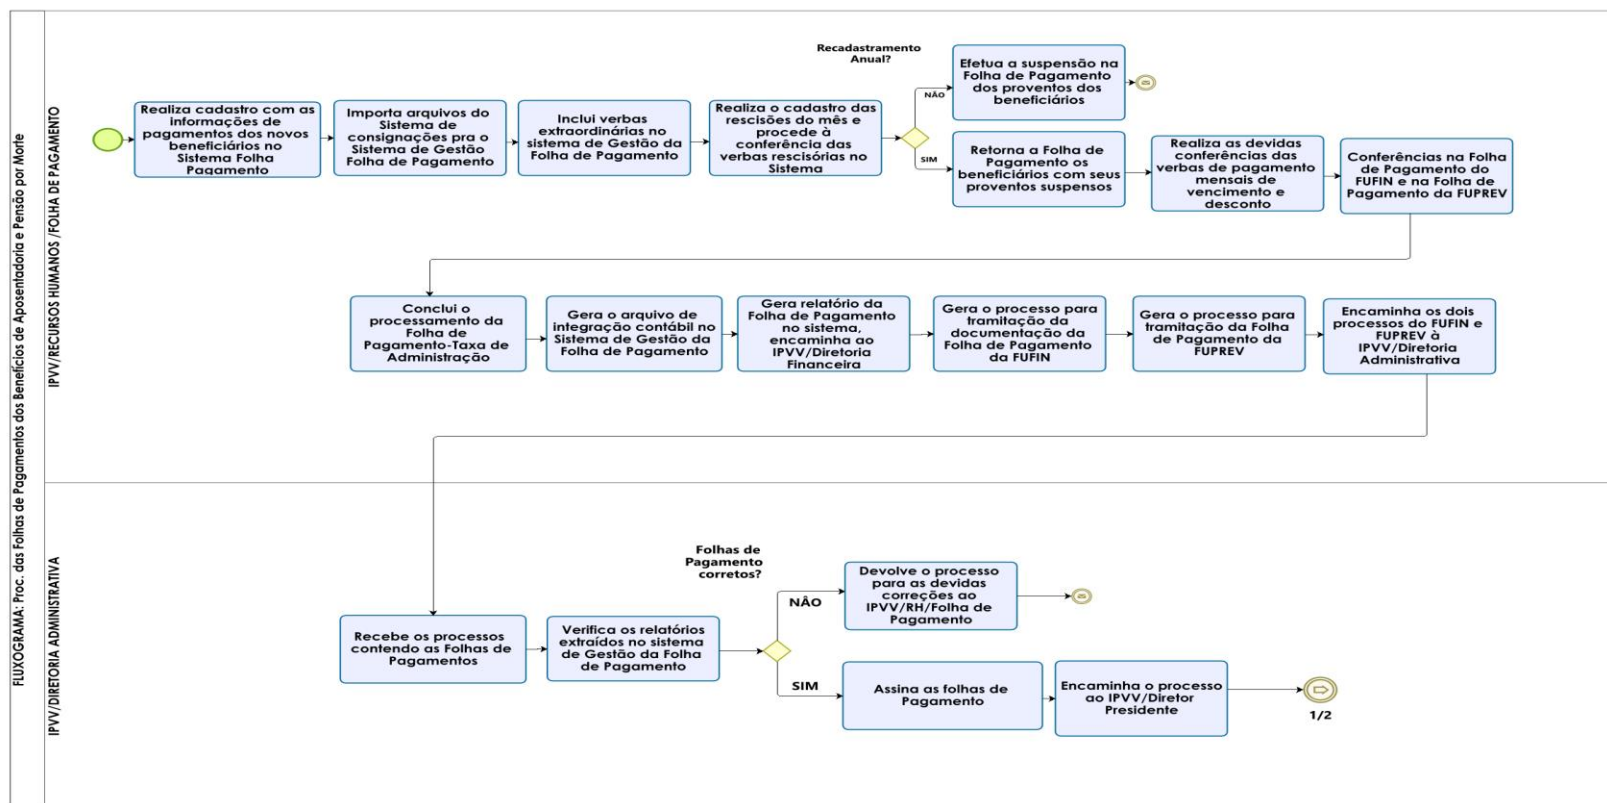 FLUXOGRAMA: Proc. das Folhas de Pagamentos dos Benefícios de Aposentadoria e Pensão por Morte
IPVV/RECURSOS HUMANOS /FOLHA DE PAGAMENTO
Realiza cadastro com as
informações de
pagamentos dos novos
beneficiários no
Sistema Folha
Pagamento
Importa arquivos do
Sistema de
consignações pra o
Sistema de Gestão
Folha de Pagamento
Inclui verbas
extraordinárias no
sistema de Gestão da
Folha de Pagamento
Realiza o cadastro das
rescisões do mês e
procede à
conferência das
verbas rescisórias no
Sistema
Recadastramento
Anual?
NÃO
Efetua a suspensão na
Folha de Pagamento
dos proventos dos
beneficiários
SIM
Retorna a Folha de
Pagamento os
beneficiários com seus
proventos suspensos
Realiza as devidas
conferências das
verbas de pagamento
mensais de
vencimento e
desconto
Conferências na Folha
de Pagamento do
FUFIN e na Folha de
Pagamento da FUPREV
Conclui o
processamento da
Folha de
Pagamento-Taxa de
Administração
Gera o arquivo de
integração contábil no
Sistema de Gestão da
Folha de Pagamento
Gera relatório da
Folha de Pagamento
no sistema,
encaminha ao
IPVV/Diretoria
Financeira
Gera o processo para
tramitação da
documentação da
Folha de Pagamento
da FUFIN
Gera o processo para
tramitação da Folha
de Pagamento da
FUPREV
Encaminha os dois
processos do FUFIN e
FUPREV à
IPVV/Diretoria
Administrativa
IPVV/DIRETORIA ADMINISTRATIVA
Recebe os processos
contendo as Folhas de
Pagamentos
Verifica os relatórios
extraídos no sistema
de Gestão da Folha
de Pagamento
Folhas de
Pagamento
corretos?
NÂO
Devolve o processo
para as devidas
correções ao
IPVV/RH/Folha de
Pagamento
SIM
Assina as folhas de
Pagamento
Encaminha o processo
ao IPVV/Diretor
Presidente
1/2